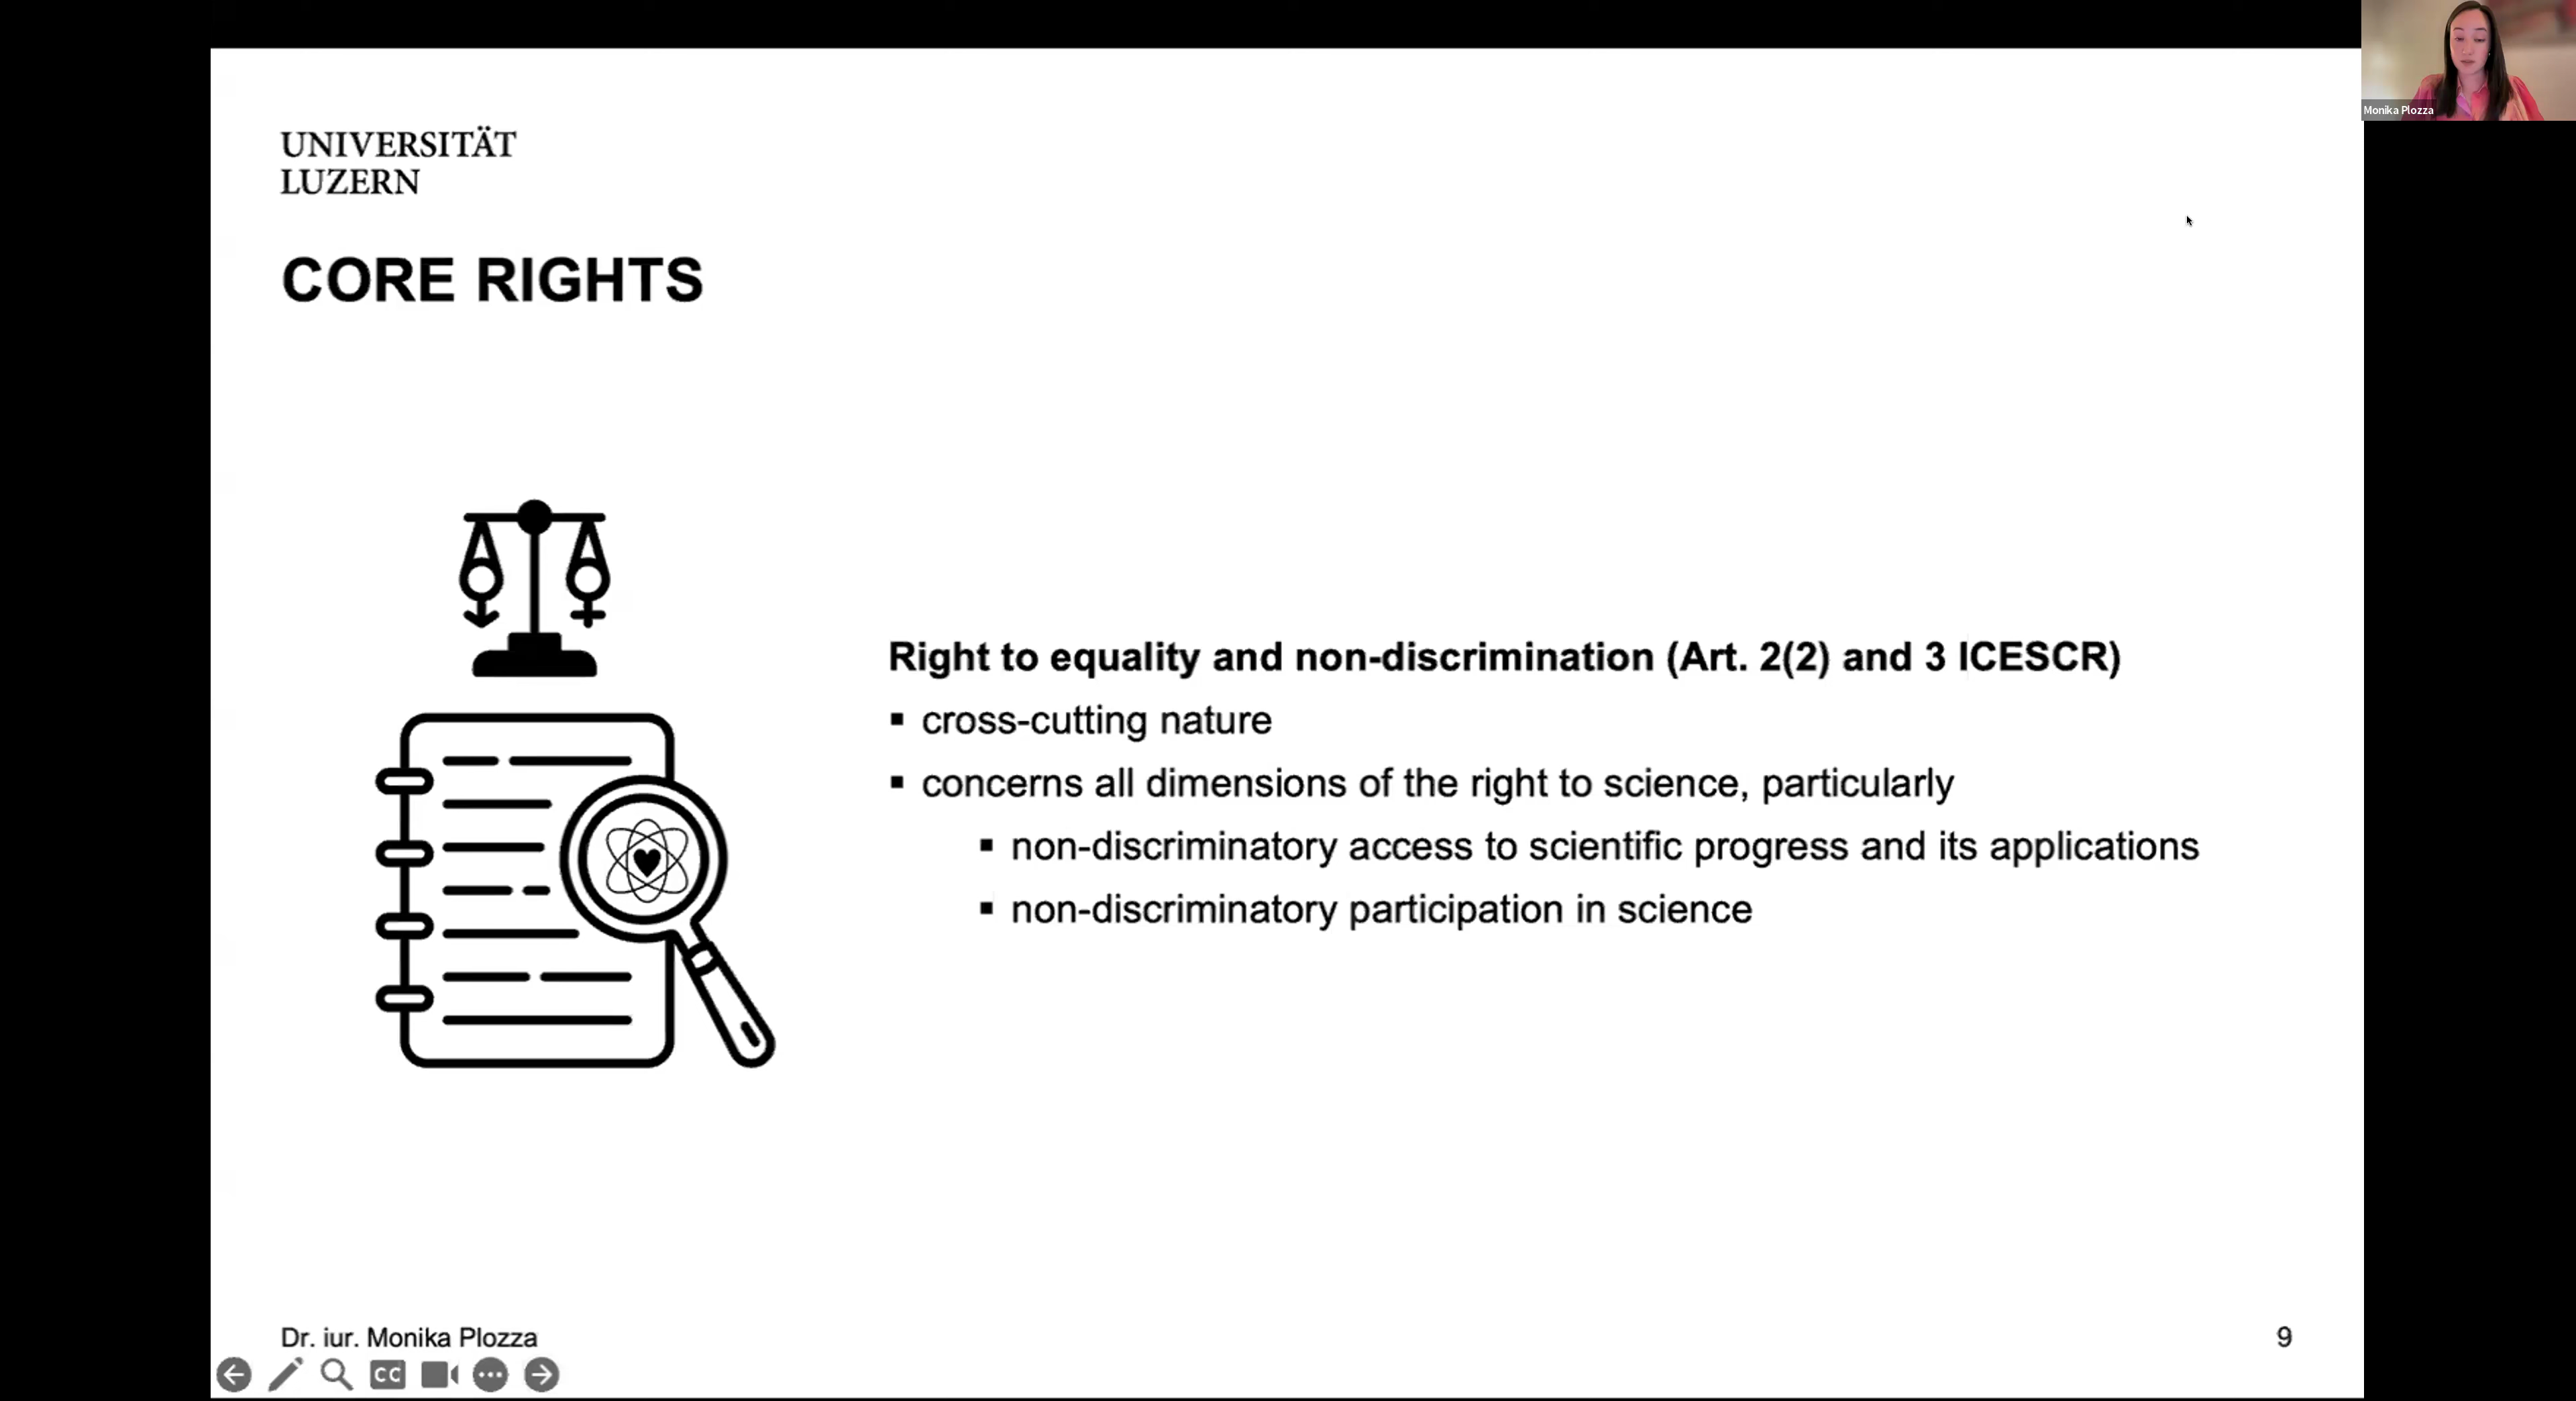 Monika Plozza
UNIVERSITÄT
LUZERN
CORE RIGHTS
Right to equality and non-discrimination (Art. 2(2) and 3 ICESCR)
▪ cross-cutting nature
▪ concerns all dimensions of the right to science, particularly
▪ non-discriminatory access to scientific progress and its applications
▪ non-discriminatory participation in science
Dr. iur. Monika Plozza
9
CC